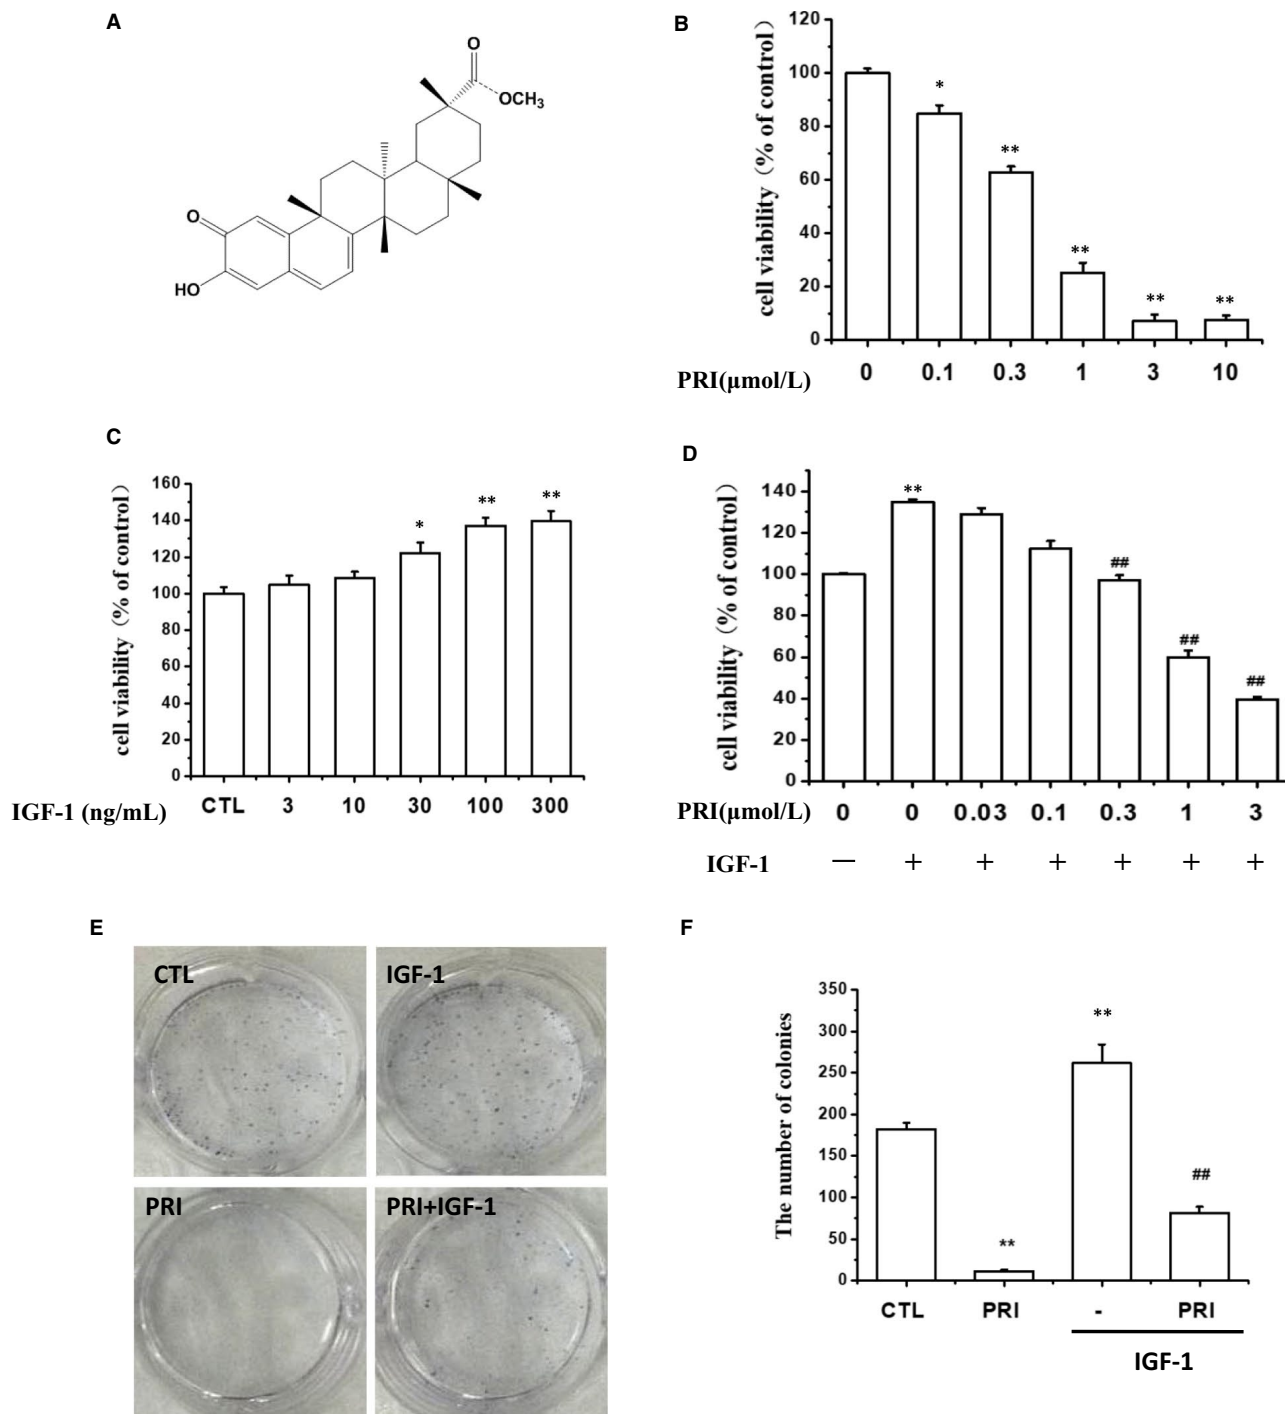 A
O
OCH3
O
HO
B
cell viability (% of control)
120
100
80
60
40
20
0
*
**
**
**
**
PRI(μmol/L)
0 0.1 0.3 1 3 10
C
cell viability (% of control)
160
140
120
100
80
60
40
20
0
*
**
**
IGF-1 (ng/mL)
CTL 3 10 30 100 300
D
cell viability (% of control)
140
120
100
80
60
40
20
0
**
##
##
##
PRI(μmol/L)
0 0 0.03 0.1 0.3 1 3
IGF-1 — + + + + + +
E
CTL
IGF-1
PRI
PRI+IGF-1
F
The number of colonies
350
300
250
200
150
100
50
0
**
**
##
CTL PRI - PRI
IGF-1